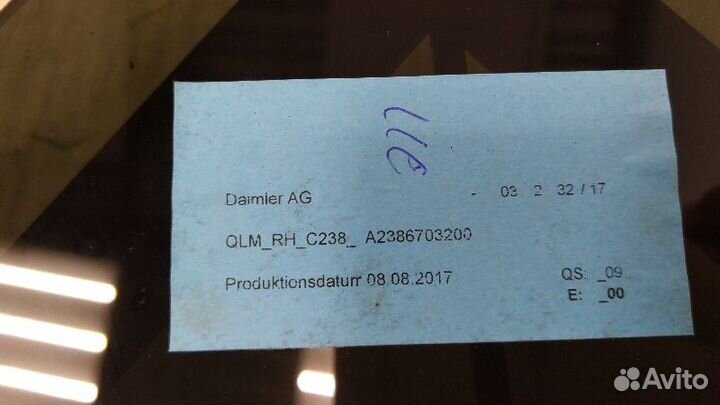 Daimler AG - 03 2 32 / 17
QLM_RH_C238_ A2386703200
Produktionsdatum 08.08.2017 QS: _09
E: _00
Avito